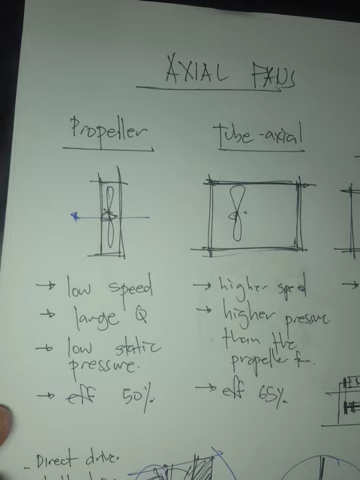 AXIAL FANS
Propeller
tube-axial
→ low speed
→ large Q
→ low static
pressure.
→ eff 50%
→ higher speed
→ higher pressure
than the
propeller
→ eff 65%
- Direct drive.